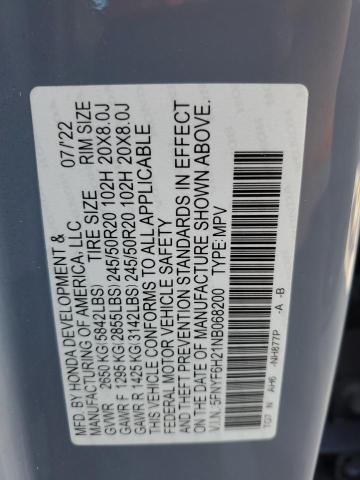 MFD. BY HONDA DEVELOPMENT & 07/'22
MANUFACTURING OF AMERICA, LLC
TIRE SIZE RIM SIZE
GVWR 2650 KG(5842LBS)
GAWR F 1295 KG(2855LBS) 245/50R20 102H 20X8.0J
GAWR R 1425 KG(3142LBS) 245/50R20 102H 20X8.0J
THIS VEHICLE CONFORMS TO ALL APPLICABLE
FEDERAL MOTOR VEHICLE SAFETY
AND THEFT PREVENTION STANDARDS IN EFFECT
ON THE DATE OF MANUFACTURE SHOWN ABOVE.
V.I.N. 5FNYF6H21NB068200 TYPE: MPV
TG7 N AH6 -NH877P -A -B